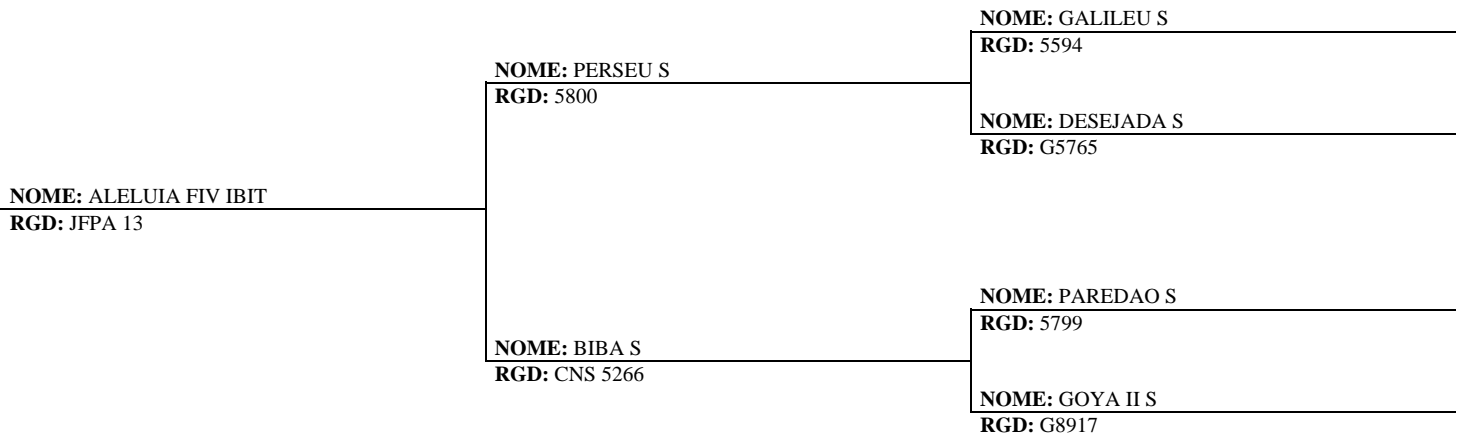 NOME: GALILEU S
RGD: 5594
NOME: PERSEU S
RGD: 5800
NOME: DESEJADA S
RGD: G5765
NOME: ALELUIA FIV IBIT
RGD: JFPA 13
NOME: PAREDAO S
RGD: 5799
NOME: BIBA S
RGD: CNS 5266
NOME: GOYA II S
RGD: G8917